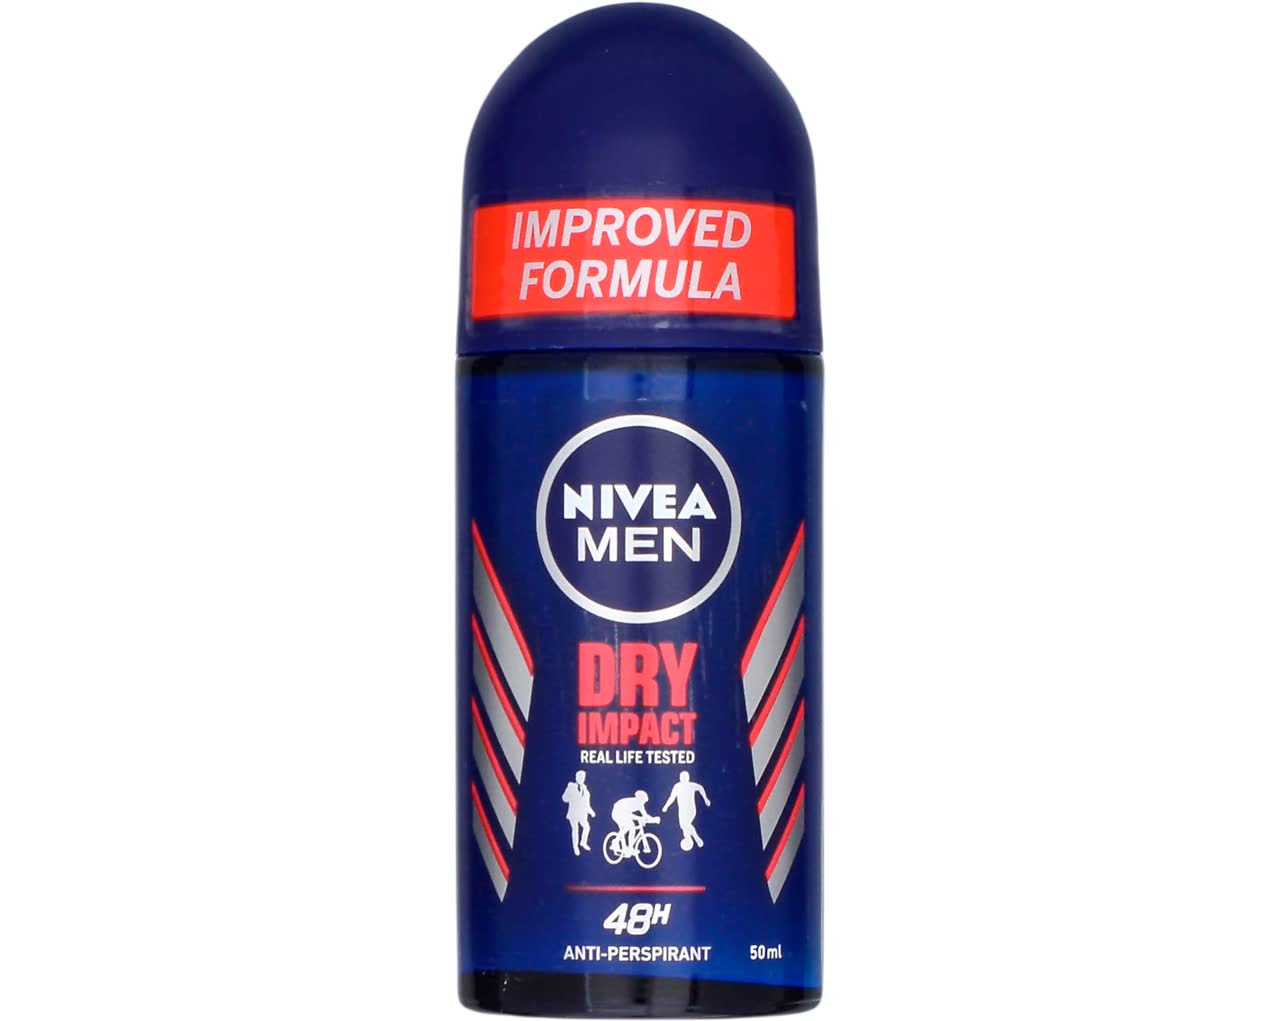 IMPROVED
FORMULA
NIVEA
MEN
DRY
IMPACT
REAL LIFE TESTED
48H
ANTI-PERSPIRANT 50ml